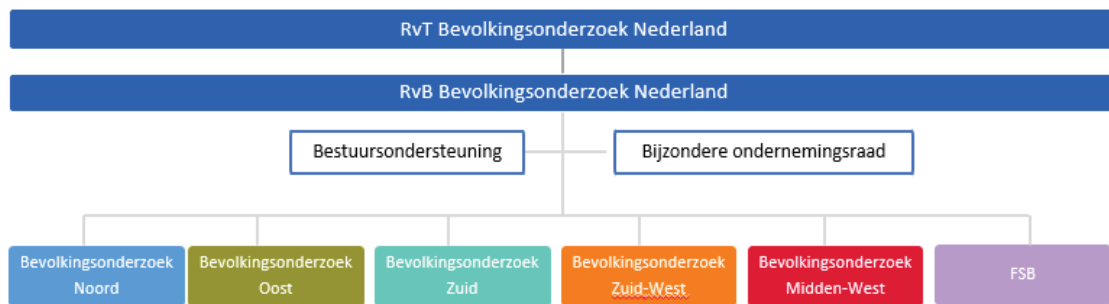 RvT Bevolkingsonderzoek Nederland
RvB Bevolkingsonderzoek Nederland
Bestuursondersteuning
Bijzondere ondernemingsraad
Bevolkingsonderzoek
Noord
Bevolkingsonderzoek
Oost
Bevolkingsonderzoek
Zuid
Bevolkingsonderzoek
Zuid-West
Bevolkingsonderzoek
Midden-West
FSB